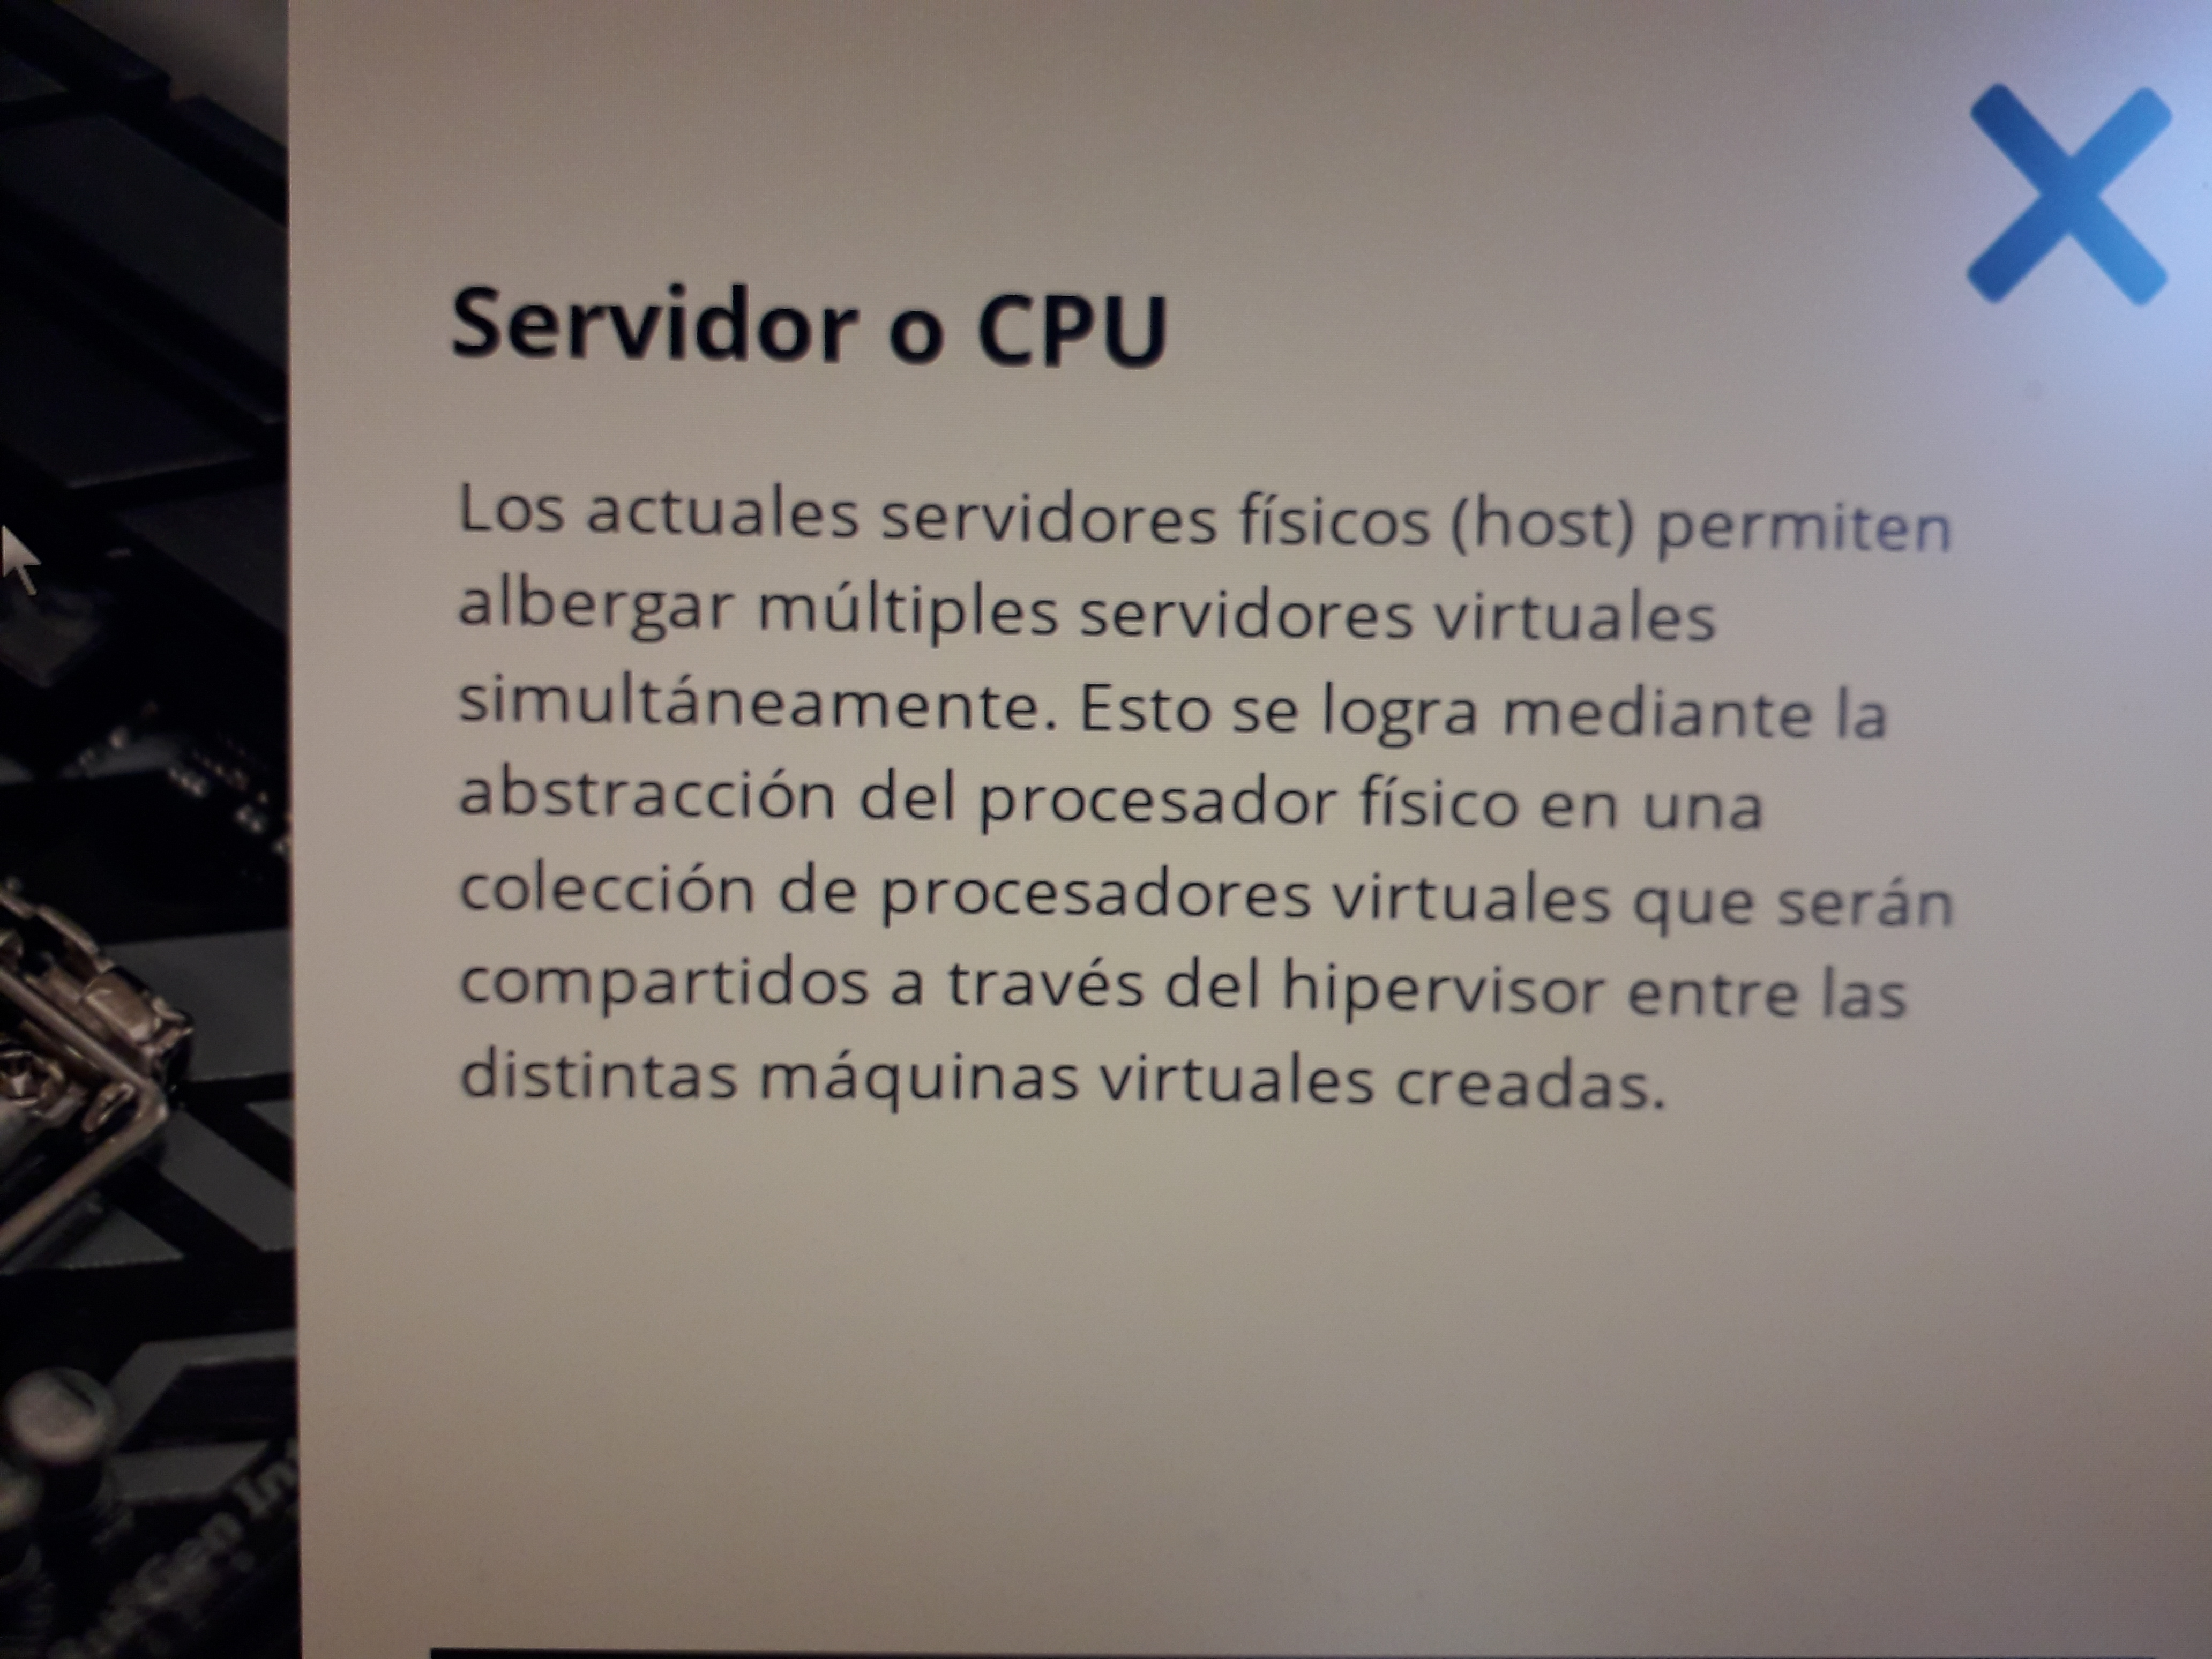 Servidor o CPU
Los actuales servidores físicos (host) permiten
albergar múltiples servidores virtuales
simultáneamente. Esto se logra mediante la
abstracción del procesador físico en una
colección de procesadores virtuales que serán
compartidos a través del hipervisor entre las
distintas máquinas virtuales creadas.